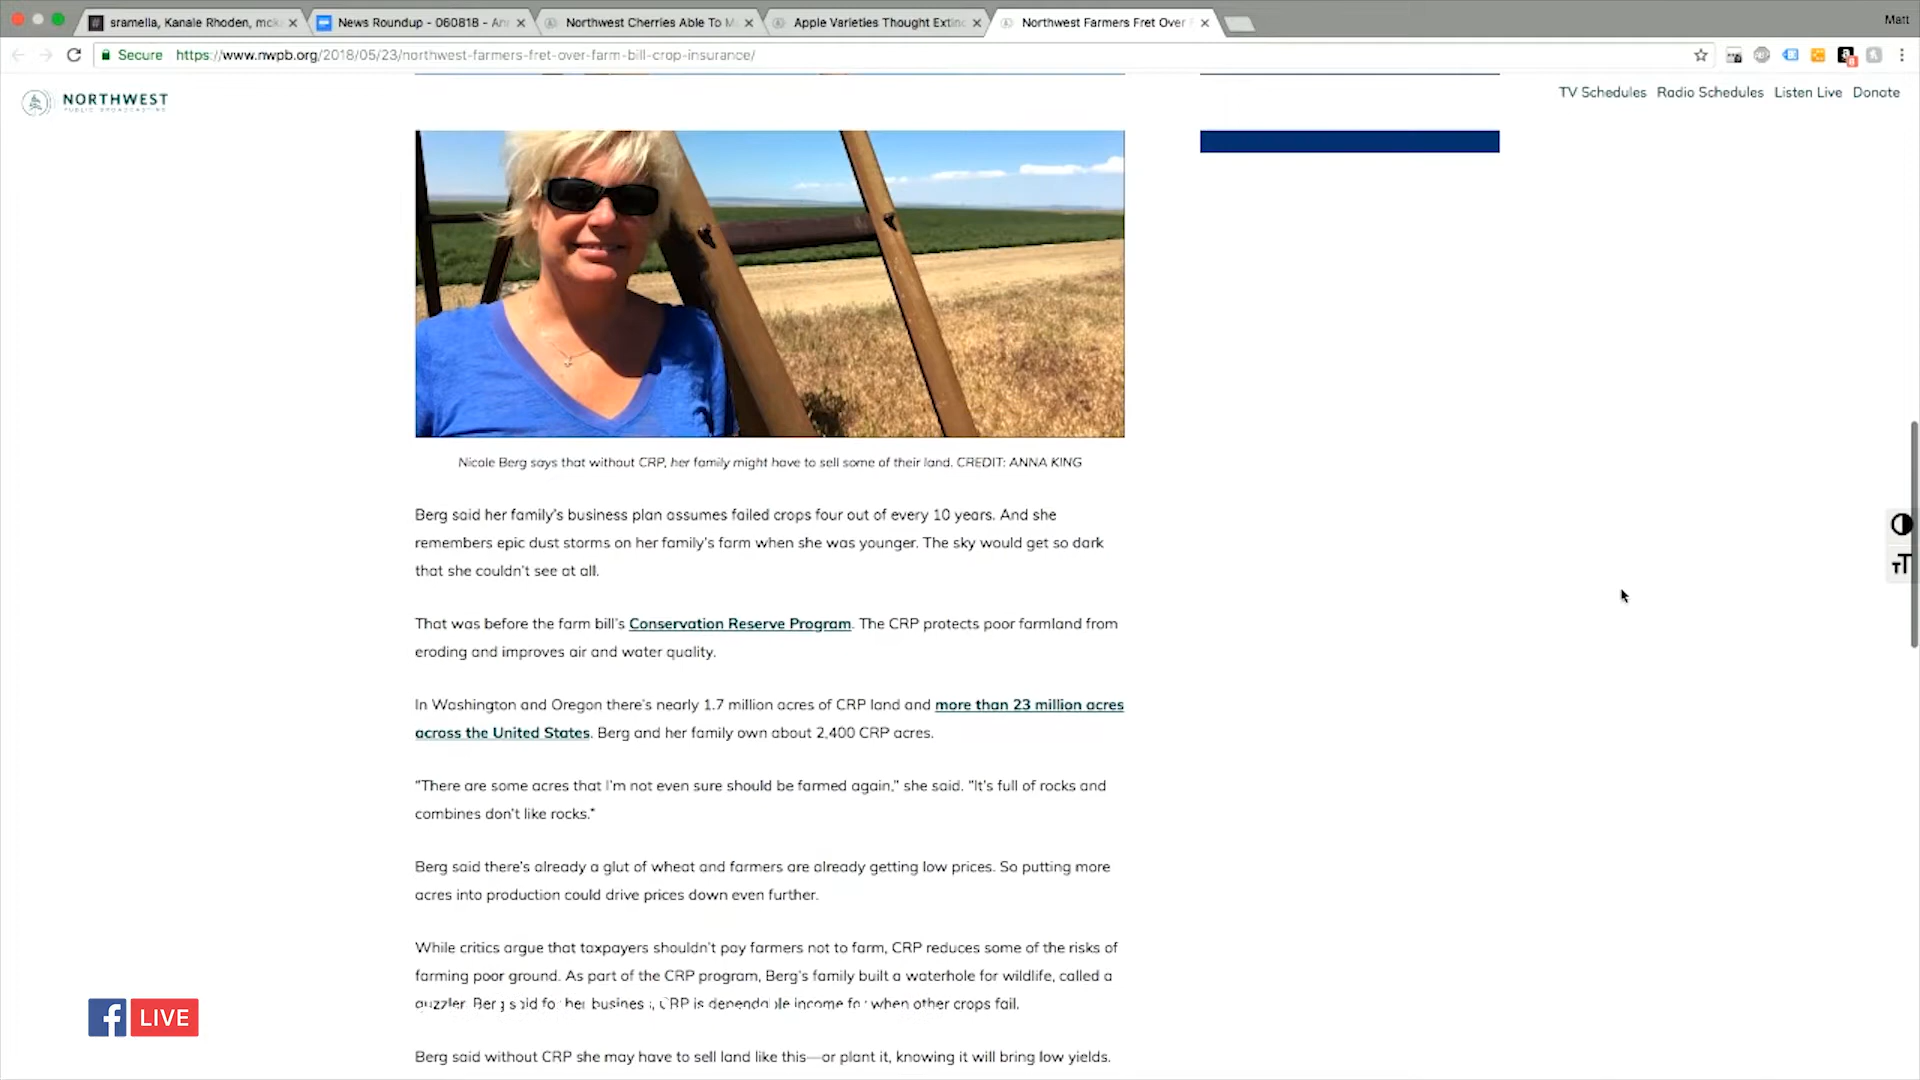 sramella, Kanale Rhoden, mck
News Roundup - 060818 - An
Northwest Cherries Able To M
Apple Varieties Thought Extinc
Northwest Farmers Fret Over
Matt
Secure
https://www.nwpb.org/2018/05/23/northwest-farmers-fret-over-farm-bill-crop-insurance/
NORTHWEST
PUBLIC BROADCASTING
TV Schedules Radio Schedules Listen Live Donate
Nicole Berg says that without CRP, her family might have to sell some of their land. CREDIT: ANNA KING
Berg said her family's business plan assumes failed crops four out of every 10 years. And she
remembers epic dust storms on her family's farm when she was younger. The sky would get so dark
that she couldn't see at all.
That was before the farm bill's Conservation Reserve Program. The CRP protects poor farmland from
eroding and improves air and water quality.
In Washington and Oregon there's nearly 1.7 million acres of CRP land and more than 23 million acres
across the United States. Berg and her family own about 2,400 CRP acres.
"There are some acres that I'm not even sure should be farmed again," she said. "It's full of rocks and
combines don't like rocks."
Berg said there's already a glut of wheat and farmers are already getting low prices. So putting more
acres into production could drive prices down even further.
While critics argue that taxpayers shouldn't pay farmers not to farm, CRP reduces some of the risks of
farming poor ground. As part of the CRP program, Berg's family built a waterhole for wildlife, called a
guzzler. Berg said for her business, CRP is dependable income for when other crops fail.
Berg said without CRP she may have to sell land like this—or plant it, knowing it will bring low yields.
f LIVE
TT